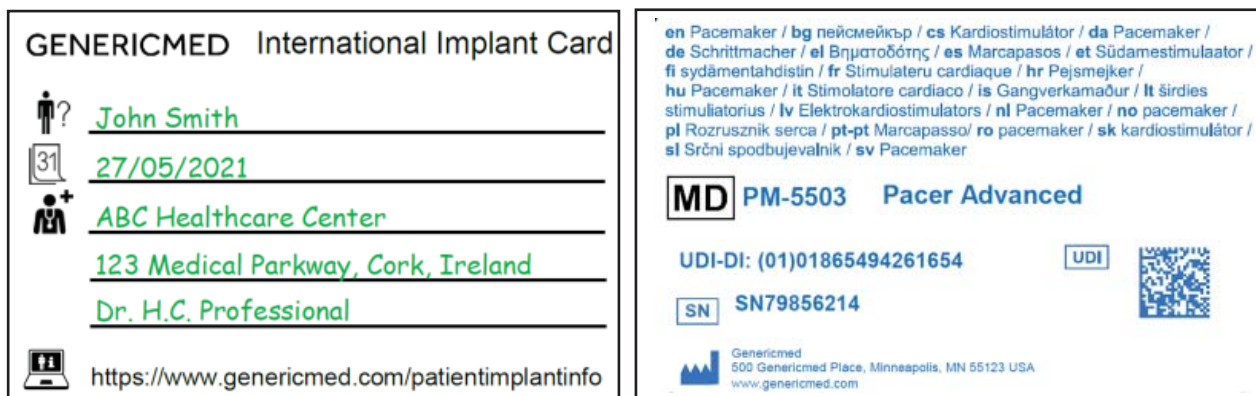 GENERICMED International Implant Card
?
John Smith
31
27/05/2021
ABC Healthcare Center
123 Medical Parkway, Cork, Ireland
Dr. H.C. Professional
https://www.genericmed.com/patientimplantinfo
en Pacemaker / bg пейсмейкър / cs Kardiostimulátor / da Pacemaker /
de Schrittmacher / el Βηματοδότης / es Marcapasos / et Südamestimulaator /
fi sydämentahdistin / fr Stimulateru cardiaque / hr Pejsmejker /
hu Pacemaker / it Stimolatore cardiaco / is Gangverkamaður / lt širdies
stimuliatorius / lv Elektrokardiostimulators / nl Pacemaker / no pacemaker /
pl Rozrusznik serca / pt-pt Marcapasso/ ro pacemaker / sk kardiostimulátor /
sl Srčni spodbujevalnik / sv Pacemaker
MD PM-5503 Pacer Advanced
UDI-DI: (01)01865494261654 UDI
SN SN79856214
Genericmed
500 Genericmed Place, Minneapolis, MN 55123 USA
www.genericmed.com